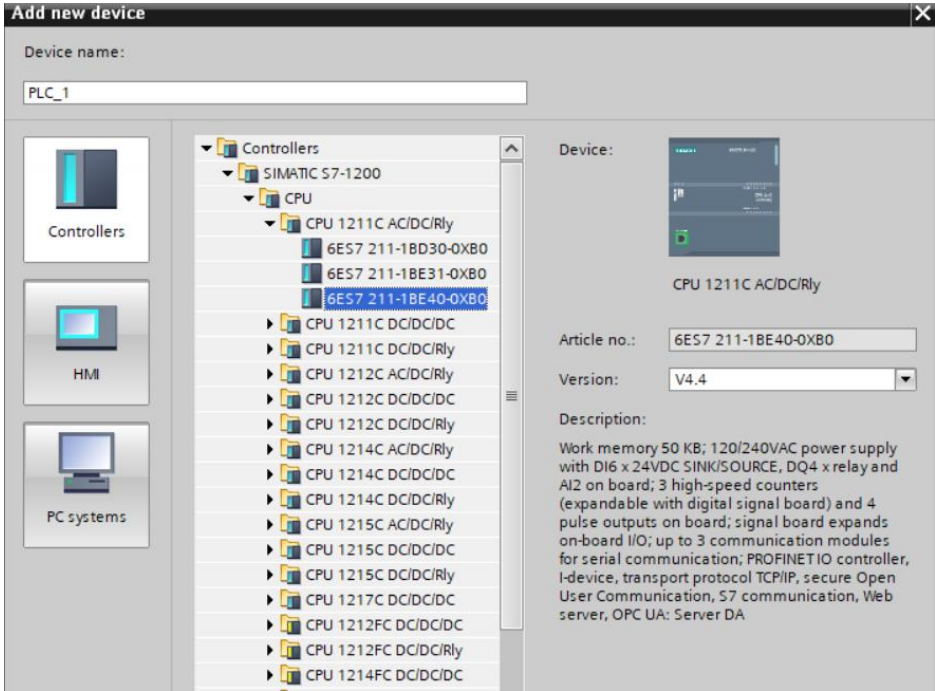 Add new device
Device name:
PLC_1
Controllers
HMI
PC systems
Controllers
SIMATIC S7-1200
CPU
CPU 1211C AC/DC/Rly
6ES7 211-1BD30-0XB0
6ES7 211-1BE31-0XB0
6ES7 211-1BE40-0XB0
CPU 1211C DC/DC/DC
CPU 1211C DC/DC/Rly
CPU 1212C AC/DC/Rly
CPU 1212C DC/DC/DC
CPU 1212C DC/DC/Rly
CPU 1214C AC/DC/Rly
CPU 1214C DC/DC/DC
CPU 1214C DC/DC/Rly
CPU 1215C AC/DC/Rly
CPU 1215C DC/DC/DC
CPU 1215C DC/DC/Rly
CPU 1217C DC/DC/DC
CPU 1212FC DC/DC/DC
CPU 1212FC DC/DC/Rly
CPU 1214FC DC/DC/DC
Device:
CPU 1211C AC/DC/Rly
Article no.:
6ES7 211-1BE40-0XB0
Version:
V4.4
Description:
Work memory 50 KB; 120/240VAC power supply
with DI6 x 24VDC SINK/SOURCE, DQ4 x relay and
AI2 on board; 3 high-speed counters
(expandable with digital signal board) and 4
pulse outputs on board; signal board expands
on-board I/O; up to 3 communication modules
for serial communication; PROFINET IO controller,
I-device, transport protocol TCP/IP, secure Open
User Communication, S7 communication, Web
server, OPC UA: Server DA